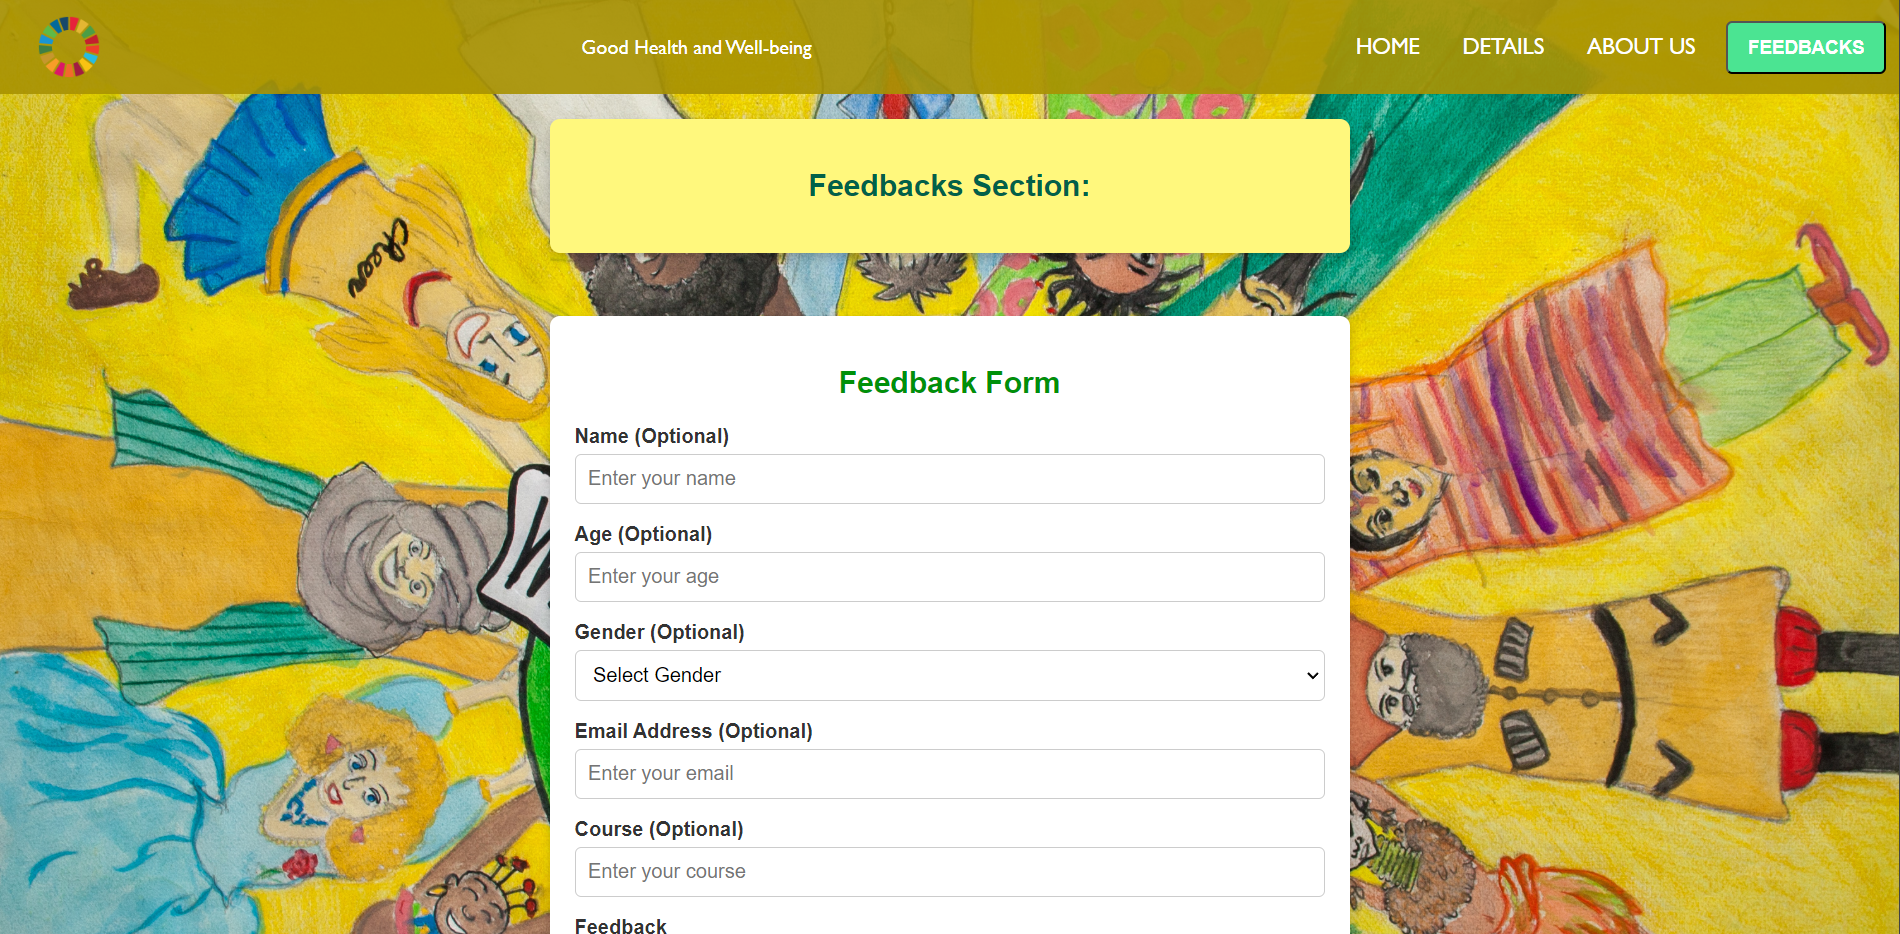 Good Health and Well-being
HOME
DETAILS
ABOUT US
FEEDBACKS
Feedbacks Section:
cheer
Feedback Form
Name (Optional)
Enter your name
Age (Optional)
Enter your age
Gender (Optional)
Select Gender
Email Address (Optional)
Enter your email
Course (Optional)
Enter your course
Feedback